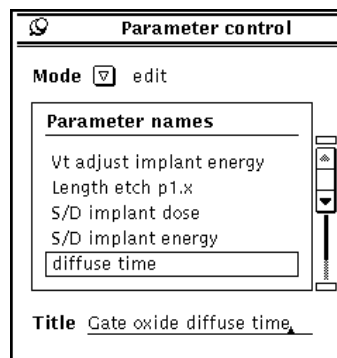 Parameter control
Mode edit
Parameter names
Vt adjust implant energy
Length etch p1.x
S/D implant dose
S/D implant energy
diffuse time
Title Gate oxide diffuse time